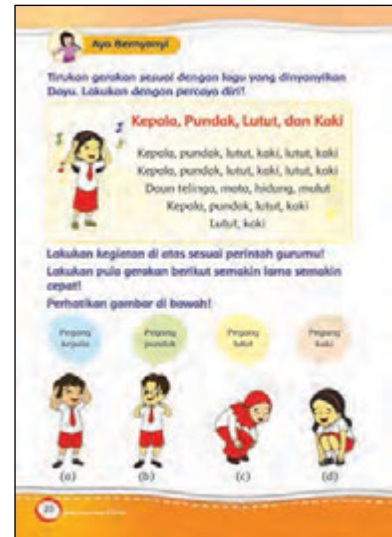 Ayo Bernyanyi
Tirukan gerakan sesuai dengan lagu yang dinyanyikan
Dayu. Lakukan dengan percaya diri!
Kepala, Pundak, Lutut, dan Kaki
Kepala, pundak, lutut, kaki, lutut, kaki
Kepala, pundak, lutut, kaki, lutut, kaki
Daun telinga, mata, hidung, mulut
Kepala, pundak, lutut, kaki
Lutut, kaki
Lakukan kegiatan di atas sesuai perintah gurumu!
Lakukan pula gerakan berikut semakin lama semakin
cepat!
Perhatikan gambar di bawah!
Pegang kepala
Pegang pundak
Pegang lutut
Pegang kaki
(a) (b) (c) (d)
20